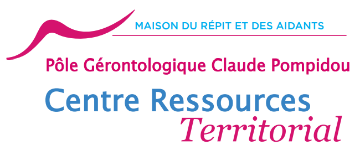 MAISON DU RÉPIT ET DES AIDANTS
Pôle Gérontologique Claude Pompidou
Centre Ressources
Territorial